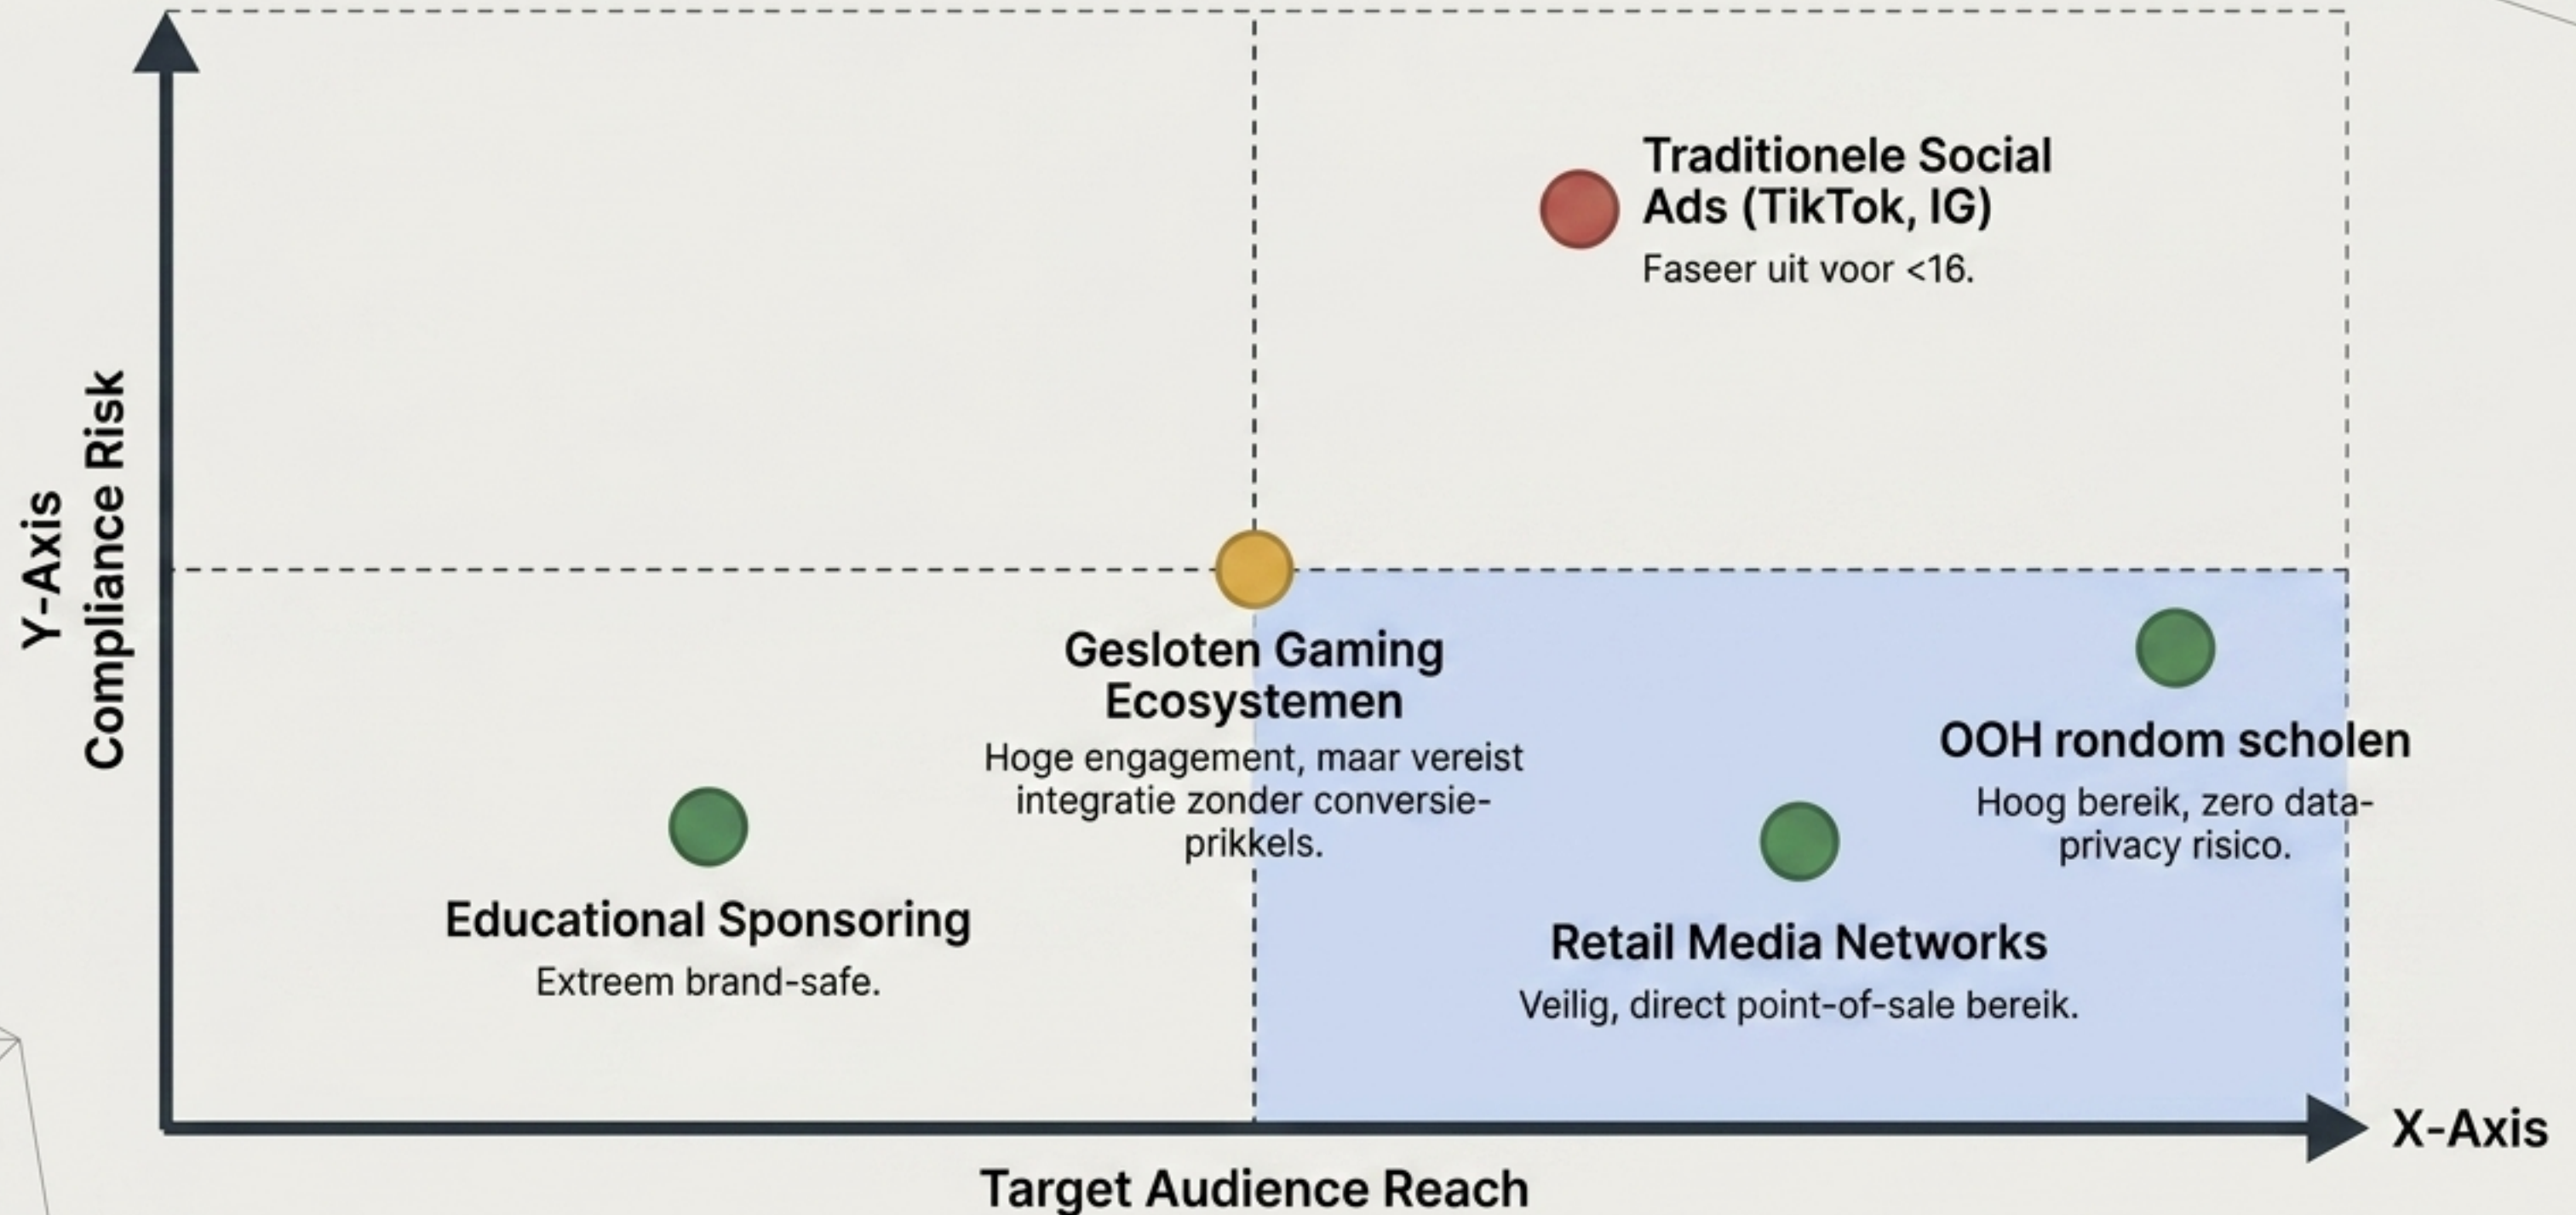 Y-Axis
Compliance Risk
Traditionele Social
Ads (TikTok, IG)
Faseer uit voor <16.
Gesloten Gaming
Ecosystemen
Hoge engagement, maar vereist
integratie zonder conversie-
prikkels.
OOH rondom scholen
Hoog bereik, zero data-
privacy risico.
Educational Sponsoring
Extreem brand-safe.
Retail Media Networks
Veilig, direct point-of-sale bereik.
X-Axis
Target Audience Reach